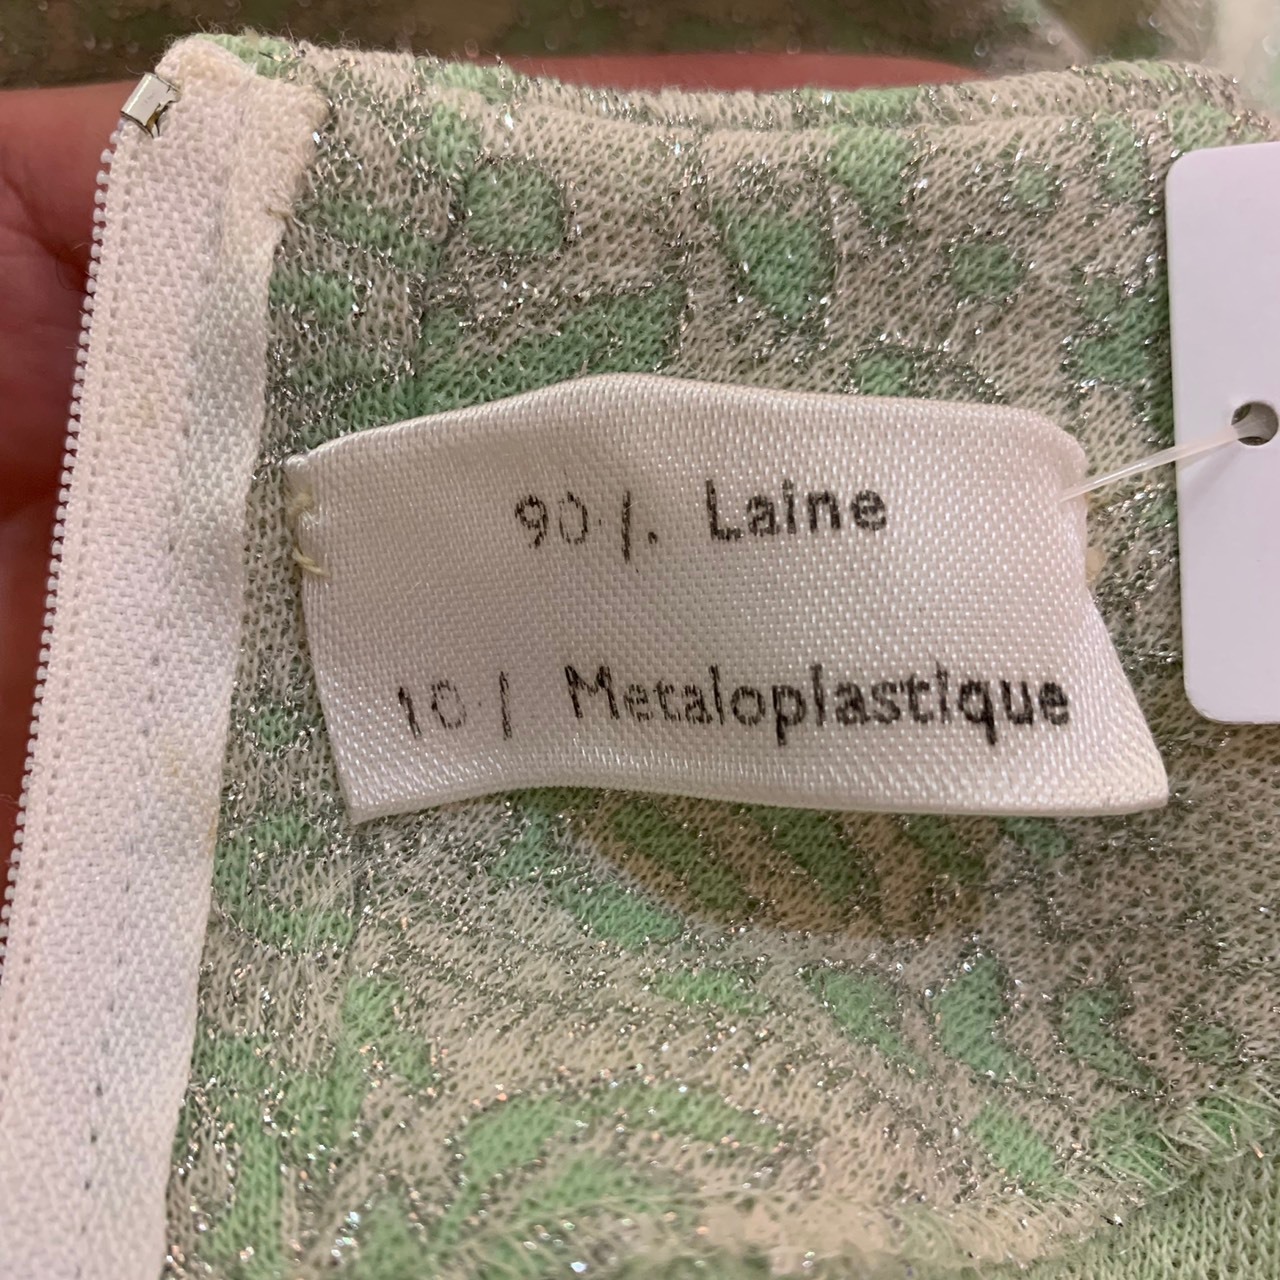 90·/. Laine
10·/ Metaloplastique